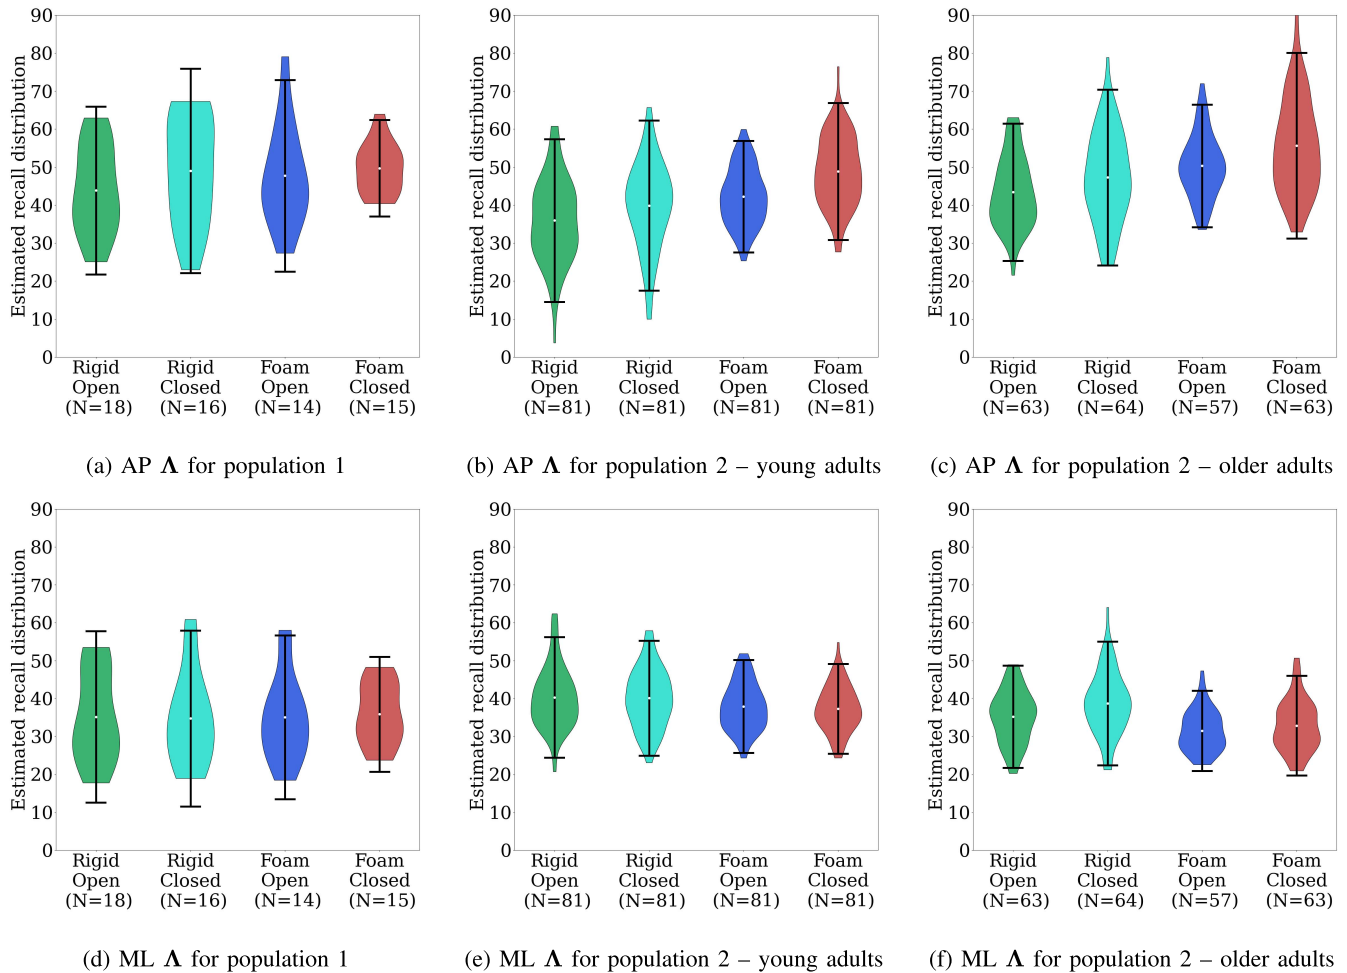 Estimated recall distribution
90
80
70
60
50
40
30
20
10
0
Rigid Open (N=18)
Rigid Closed (N=16)
Foam Open (N=14)
Foam Closed (N=15)
(a) AP Λ for population 1
Estimated recall distribution
90
80
70
60
50
40
30
20
10
0
Rigid Open (N=81)
Rigid Closed (N=81)
Foam Open (N=81)
Foam Closed (N=81)
(b) AP Λ for population 2 – young adults
Estimated recall distribution
90
80
70
60
50
40
30
20
10
0
Rigid Open (N=63)
Rigid Closed (N=64)
Foam Open (N=57)
Foam Closed (N=63)
(c) AP Λ for population 2 – older adults
Estimated recall distribution
90
80
70
60
50
40
30
20
10
0
Rigid Open (N=18)
Rigid Closed (N=16)
Foam Open (N=14)
Foam Closed (N=15)
(d) ML Λ for population 1
Estimated recall distribution
90
80
70
60
50
40
30
20
10
0
Rigid Open (N=81)
Rigid Closed (N=81)
Foam Open (N=81)
Foam Closed (N=81)
(e) ML Λ for population 2 – young adults
Estimated recall distribution
90
80
70
60
50
40
30
20
10
0
Rigid Open (N=63)
Rigid Closed (N=64)
Foam Open (N=57)
Foam Closed (N=63)
(f) ML Λ for population 2 – older adults